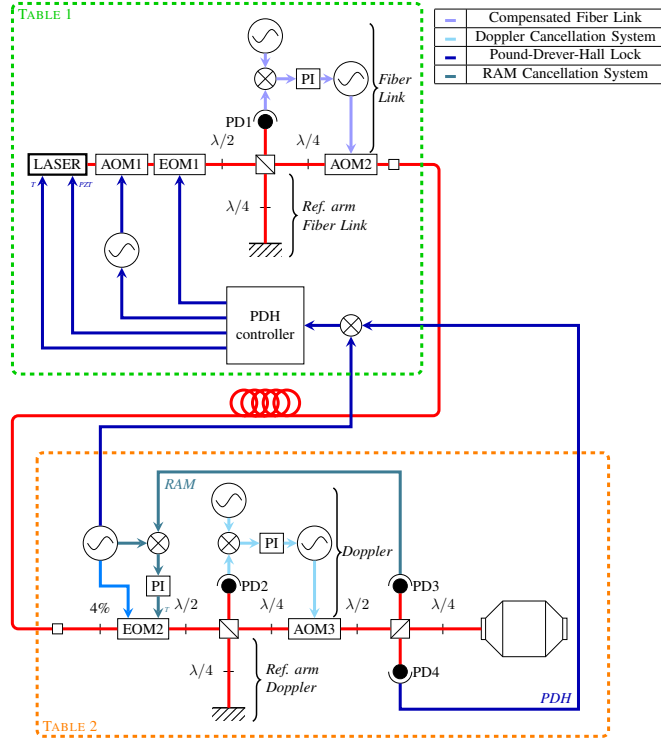 TABLE 1
Compensated Fiber Link
Doppler Cancellation System
Pound-Drever-Hall Lock
RAM Cancellation System
PI
Fiber
Link
PD1
λ/2
λ/4
LASER
AOM1
EOM1
AOM2
T
PZT
λ/4
Ref. arm
Fiber Link
PDH
controller
RAM
PI
Doppler
PI
PD2
PD3
4%
T
λ/2
λ/4
λ/2
λ/4
EOM2
AOM3
λ/4
Ref. arm
Doppler
PD4
PDH
TABLE 2